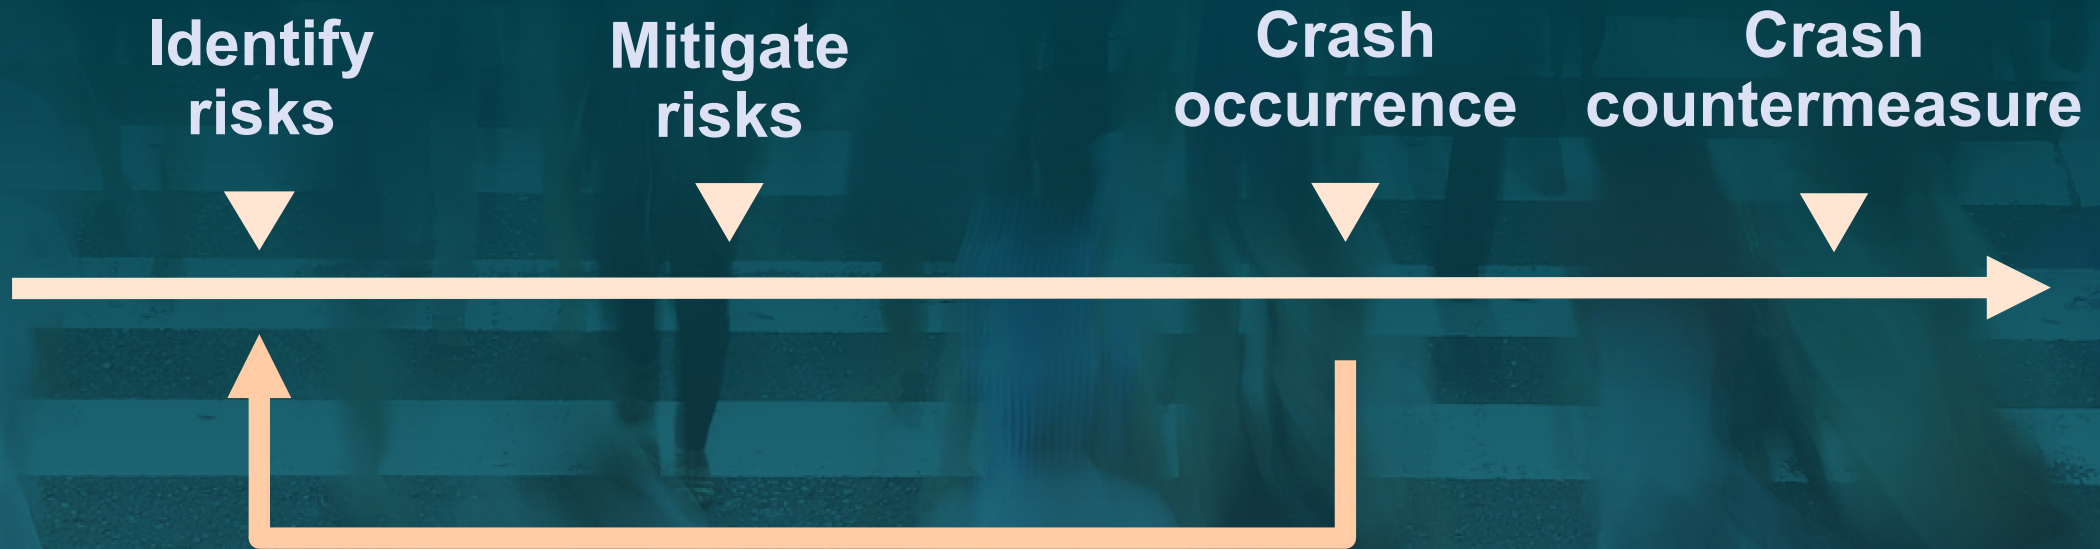 Identify
risks
Mitigate
risks
Crash
occurrence
Crash
countermeasure